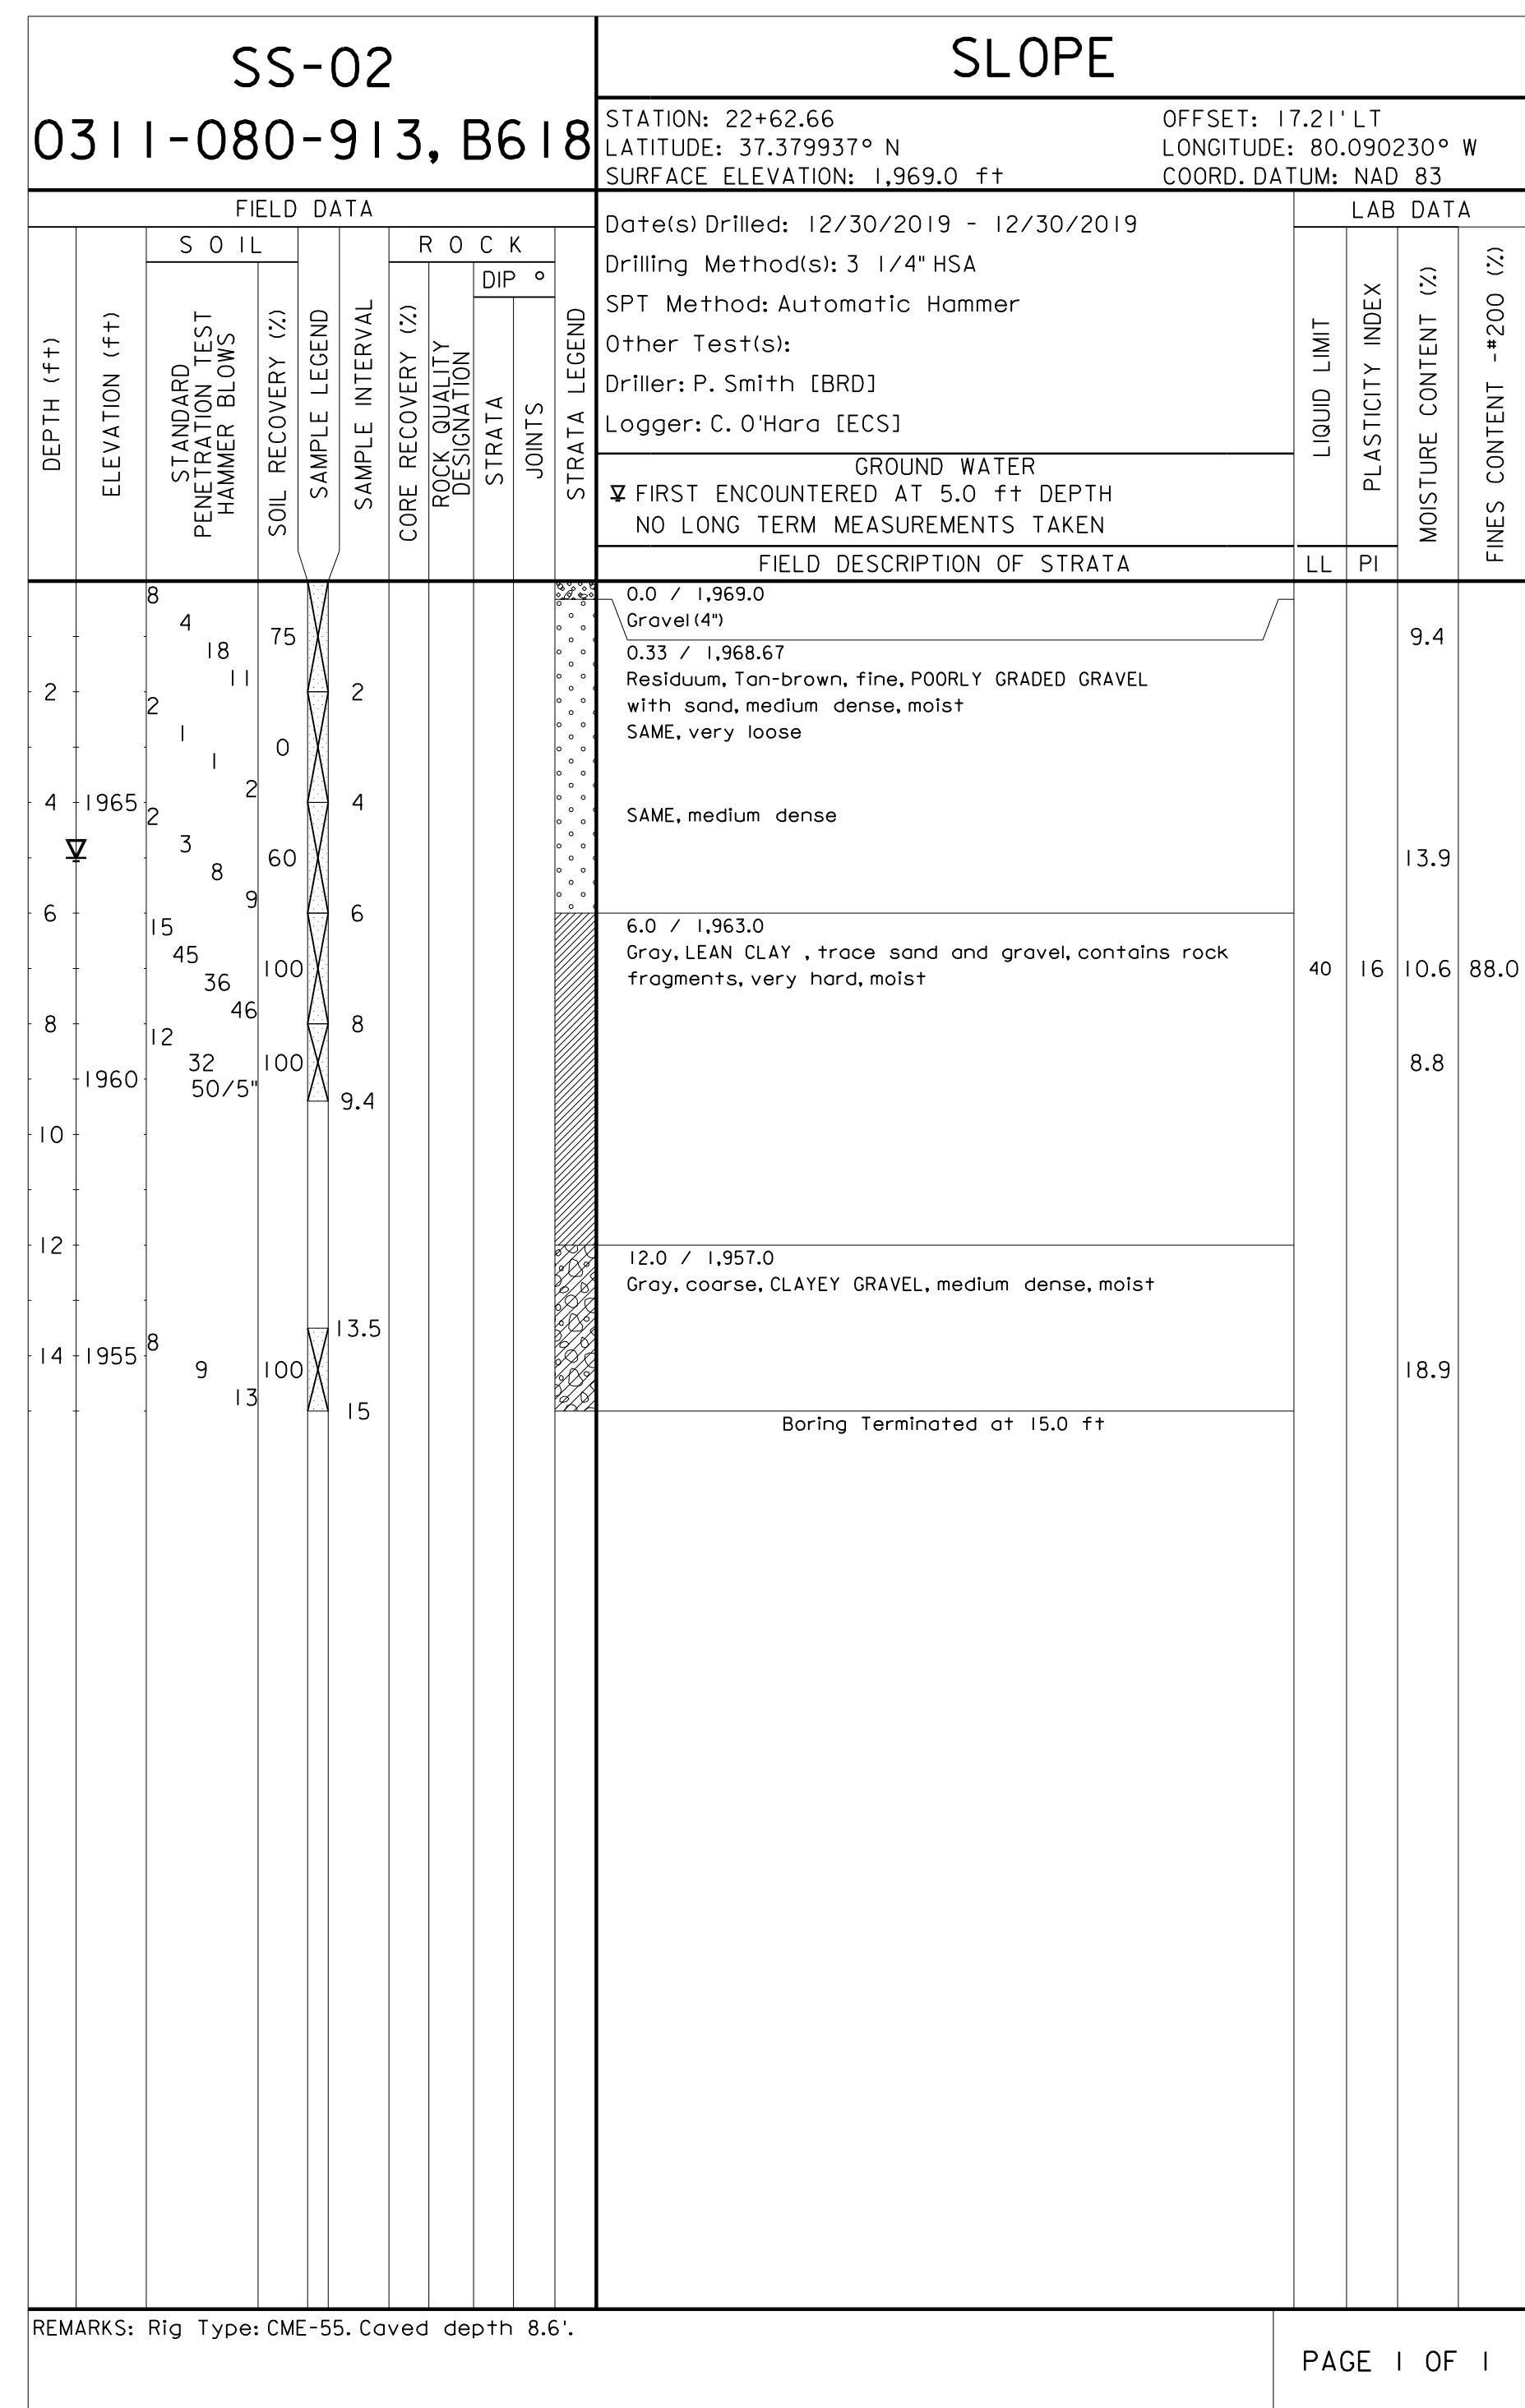 SS-02
0311-080-913, B618
SLOPE
STATION: 22+62.66 OFFSET: 17.21' LT
LATITUDE: 37.379937° N LONGITUDE: 80.090230° W
SURFACE ELEVATION: 1,969.0 ft COORD. DATUM: NAD 83
FIELD DATA
SOIL
ROCK
DIP °
DEPTH (ft)
ELEVATION (ft)
STANDARD
PENETRATION TEST
HAMMER BLOWS
SOIL RECOVERY (%)
SAMPLE LEGEND
SAMPLE INTERVAL
CORE RECOVERY (%)
ROCK QUALITY
DESIGNATION
STRATA
JOINTS
STRATA LEGEND
Date(s) Drilled: 12/30/2019 - 12/30/2019
Drilling Method(s): 3 1/4" HSA
SPT Method: Automatic Hammer
Other Test(s):
Driller: P. Smith [BRD]
Logger: C. O'Hara [ECS]
GROUND WATER
FIRST ENCOUNTERED AT 5.0 ft DEPTH
NO LONG TERM MEASUREMENTS TAKEN
FIELD DESCRIPTION OF STRATA
LAB DATA
LIQUID LIMIT
PLASTICITY INDEX
MOISTURE CONTENT (%)
FINES CONTENT -#200 (%)
LL PI
8
0.0 / 1,969.0
4
Gravel (4")
75
9.4
18
0.33 / 1,968.67
11
Residuum, Tan-brown, fine, POORLY GRADED GRAVEL
2 2
2
with sand, medium dense, moist
1
SAME, very loose
0
1
2
4 1965 4
2
SAME, medium dense
3
60
13.9
8
9
6 6
15
6.0 / 1,963.0
45
Gray, LEAN CLAY , trace sand and gravel, contains rock
100
40 16 10.6 88.0
36
fragments, very hard, moist
46
8 8
12
32 100 8.8
1960
50/5"
9.4
10
12
12.0 / 1,957.0
Gray, coarse, CLAYEY GRAVEL, medium dense, moist
13.5
8
14 1955
9 100 18.9
13
15
Boring Terminated at 15.0 ft
REMARKS: Rig Type: CME-55. Caved depth 8.6'.
PAGE 1 OF 1